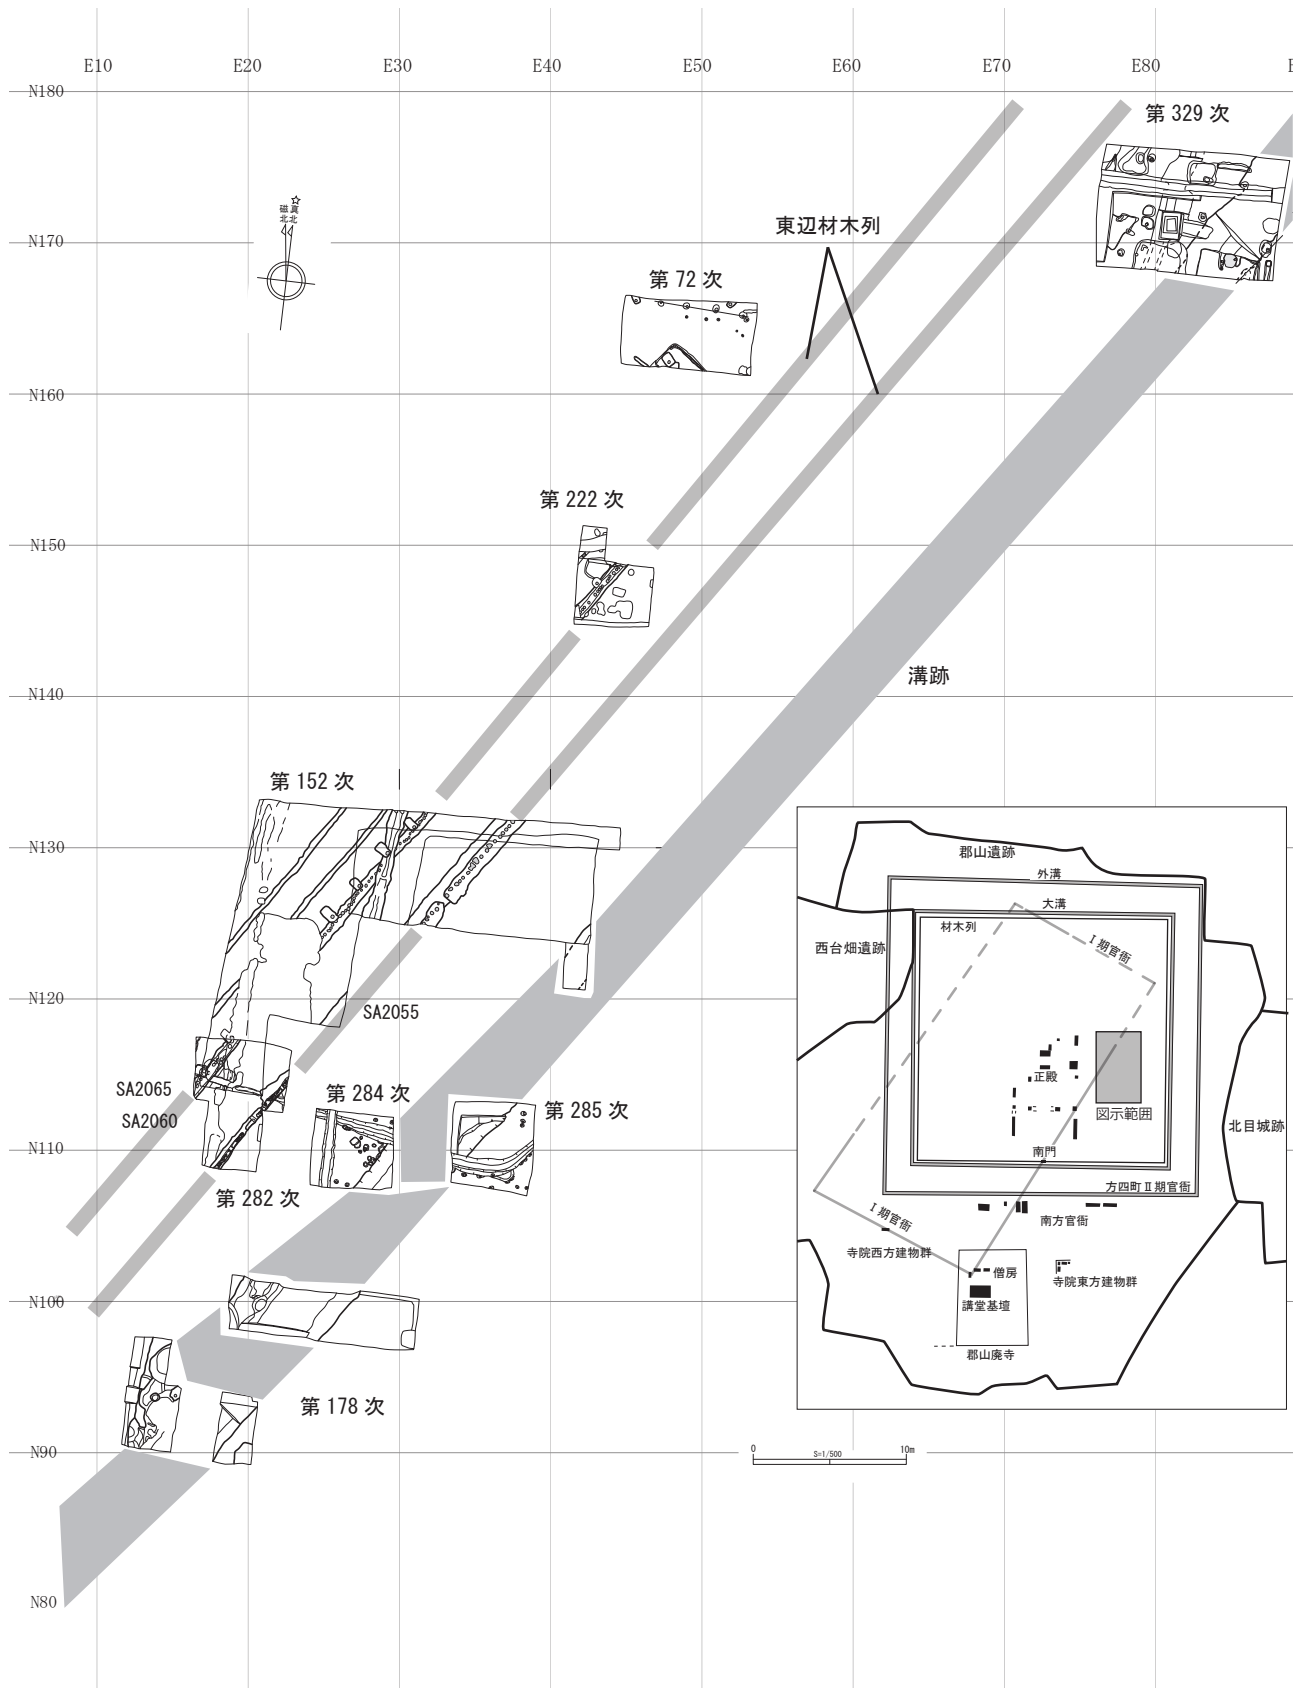 E10
E20
E30
E40
E50
E60
E70
E80
N180
第 329 次
磁北
真北
N170
東辺材木列
第 72 次
N160
第 222 次
N150
溝跡
N140
第 152 次
N130
N120
SA2055
SA2065
SA2060
第 284 次
第 285 次
N110
第 282 次
N100
第 178 次
N90
N80
0
S=1/500
10m
郡山遺跡
外溝
大溝
材木列
西台畑遺跡
Ⅰ期官衙
正殿
図示範囲
北目城跡
南門
方四町Ⅱ期官衙
Ⅰ期官衙
南方官衙
寺院西方建物群
僧房
寺院東方建物群
講堂基壇
郡山廃寺